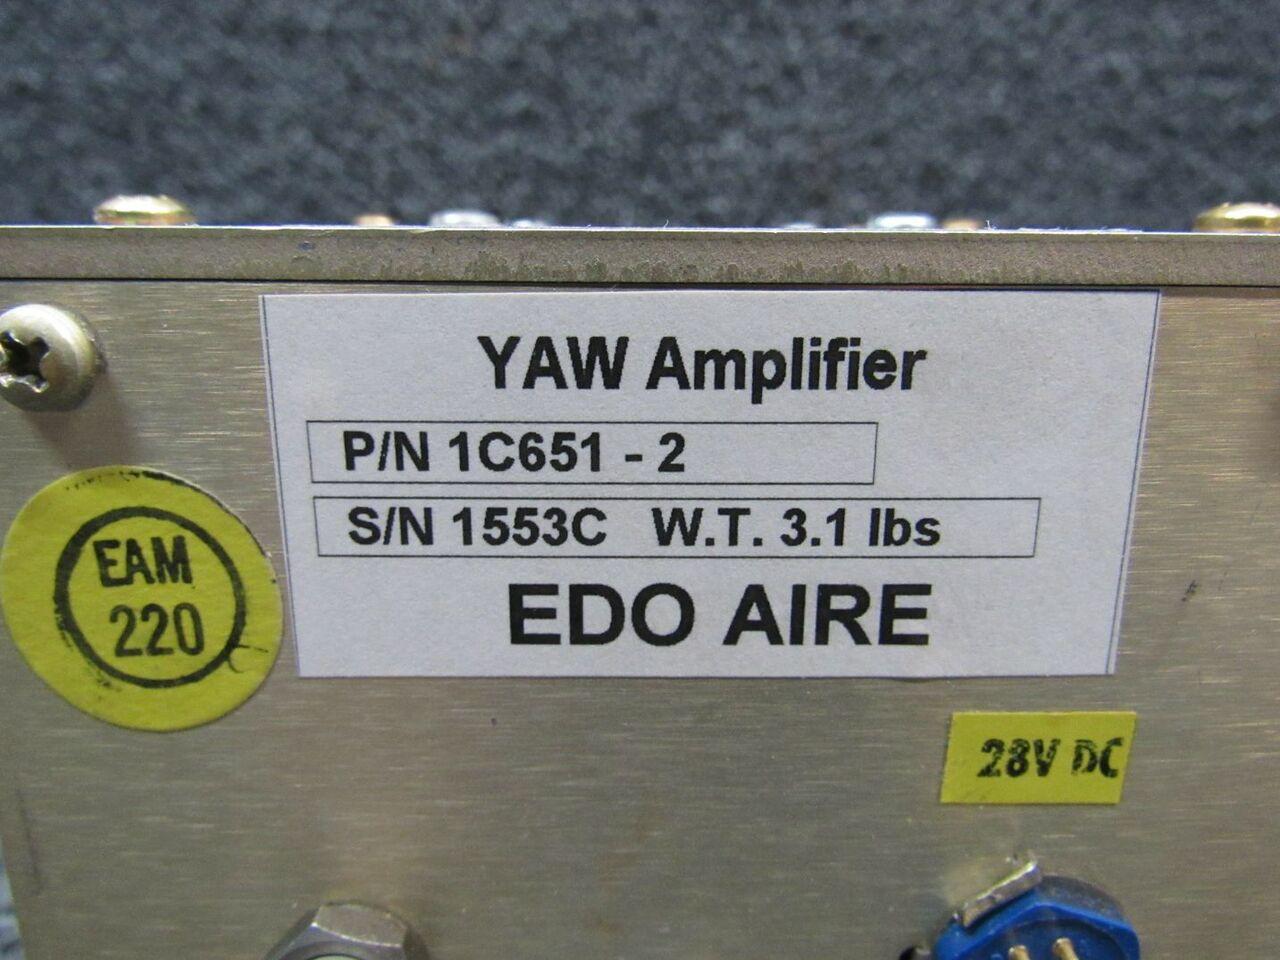 YAW Amplifier
P/N 1C651 - 2
S/N 1553C W.T. 3.1 lbs
EDO AIRE
EAM
220
28V DC